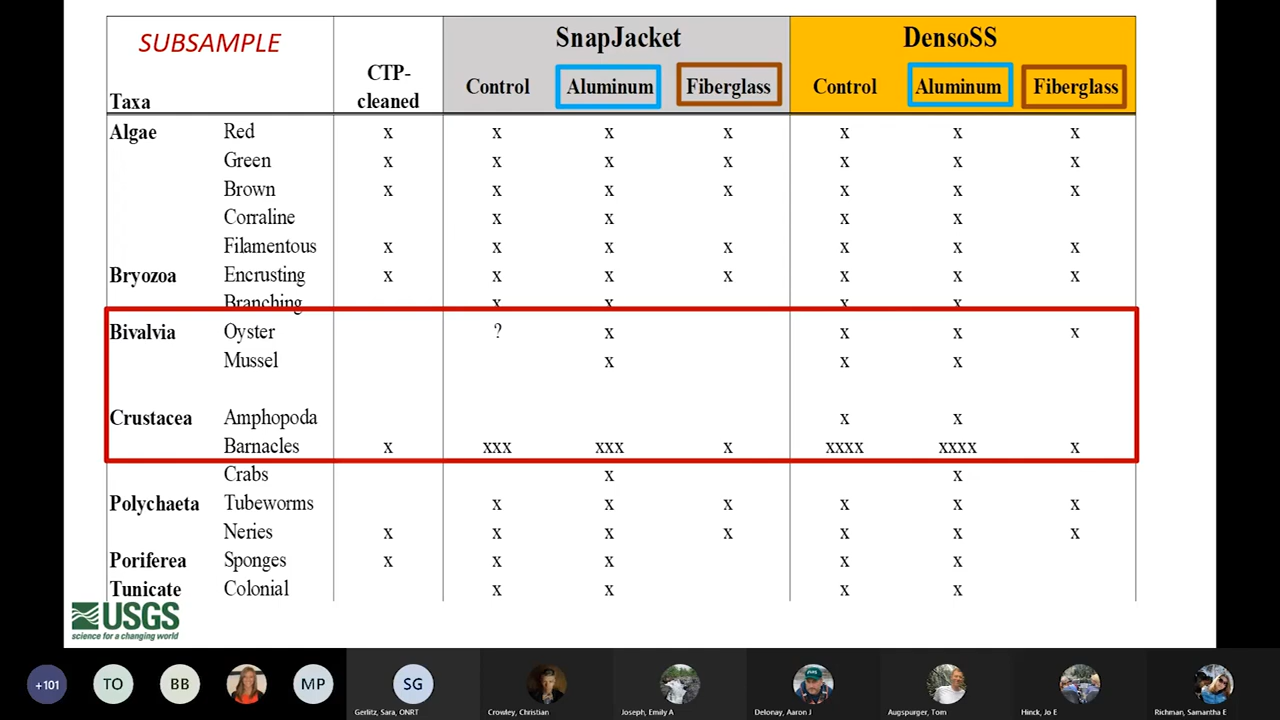 SUBSAMPLE
SnapJacket
DensoSS
Taxa CTP-cleaned Control Aluminum Fiberglass Control Aluminum Fiberglass
Algae Red x x x x x x x
Green x x x x x x x
Brown x x x x x x x
Corraline x x x x
Filamentous x x x x x x x
Bryozoa Encrusting x x x x x x x
Branching x x x x
Bivalvia Oyster ? x x x x
Mussel x x x
Crustacea Amphopoda x x
Barnacles x xxx xxx x xxxx xxxx x
Crabs x x
Polychaeta Tubeworms x x x x x x
Neries x x x x x x x
Poriferea Sponges x x x x x
Tunicate Colonial x x x x
USGS
science for a changing world
+101 TO BB MP SG
Gerlitz, Sara, ONRT
Crowley, Christian
Joseph, Emily A
Delonay, Aaron J
Augspurger, Tom
Hinck, Jo E
Richman, Samantha E